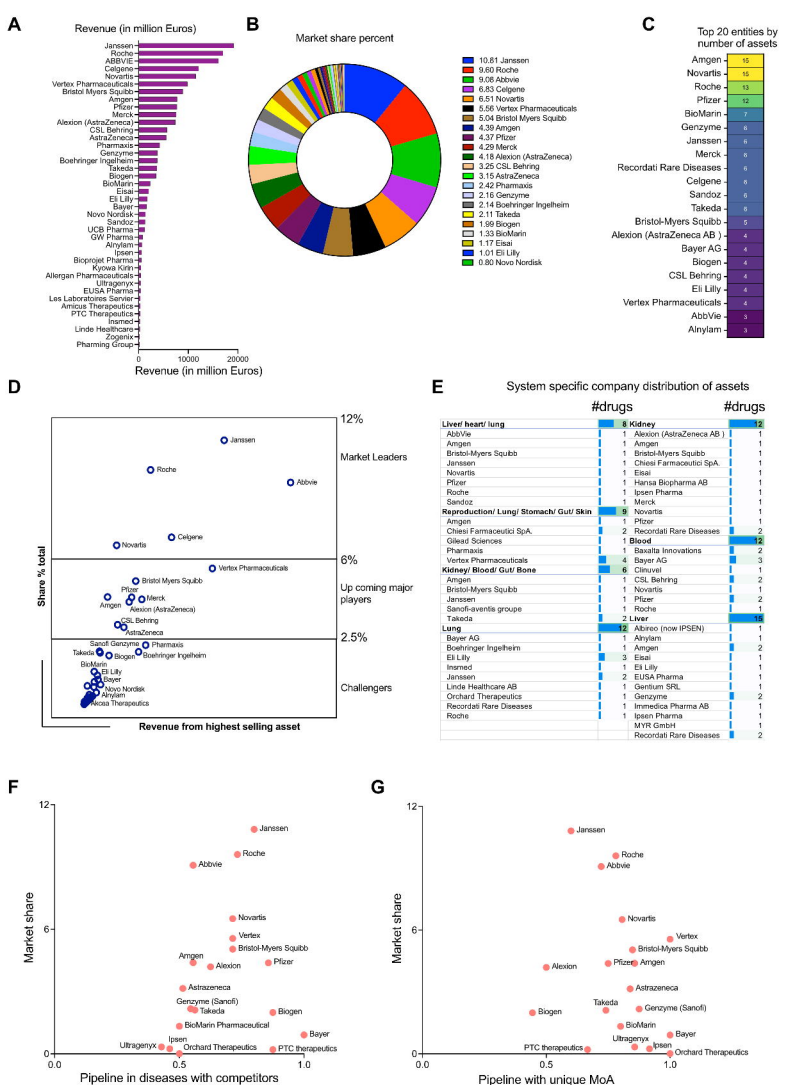 A
Revenue (in million Euros)
Janssen
Roche
ABBVIE
Celgene
Novartis
Vertex Pharmaceuticals
Bristol Myers Squibb
Amgen
Pfizer
Merck
Alexion (AstraZeneca)
CSL Behring
AstraZeneca
Pharmaxis
Genzyme
Boehringer Ingelheim
Takeda
Biogen
BioMarin
Eisai
Eli Lilly
Bayer
Novo Nordisk
Sandoz
UCB Pharma
GW Pharma
Alnylam
Ipsen
Bioprojet Pharma
Kyowa Kirin
Allergan Pharmaceuticals
Ultragenyx
EUSA Pharma
Les Laboratoires Servier
Amicus Therapeutics
PTC Therapeutics
Insmed
Linde Healthcare
Zogenix
Pharming Group
0 10000 20000
Revenue (in million Euros)
B
Market share percent
10.81 Janssen
9.60 Roche
9.08 Abbvie
6.83 Celgene
6.51 Novartis
5.56 Vertex Pharmaceuticals
5.04 Bristol Myers Squibb
4.39 Amgen
4.37 Pfizer
4.29 Merck
4.18 Alexion (AstraZeneca)
3.25 CSL Behring
3.15 AstraZeneca
2.42 Pharmaxis
2.16 Genzyme
2.14 Boehringer Ingelheim
2.11 Takeda
1.99 Biogen
1.33 BioMarin
1.17 Eisai
1.01 Eli Lilly
0.80 Novo Nordisk
C
Top 20 entities by
number of assets
Amgen 15
Novartis 15
Roche 13
Pfizer 12
BioMarin 7
Genzyme 6
Janssen 6
Merck 6
Recordati Rare Diseases 6
Celgene 6
Sandoz 6
Takeda 6
Bristol-Myers Squibb 5
Alexion (AstraZeneca AB ) 4
Bayer AG 4
Biogen 4
CSL Behring 4
Eli Lilly 4
Vertex Pharmaceuticals 4
AbbVie 3
Alnylam 3
D
12%
Janssen
Market Leaders
Roche
Abbvie
Celgene
Novartis
6%
Vertex Pharmaceuticals
Bristol Myers Squibb
Up coming major
players
Pfizer
Merck
Amgen
Alexion (AstraZeneca)
CSL Behring
AstraZeneca
2.5%
Sanofi Genzyme
Pharmaxis
Takeda
Biogen
Boehringer Ingelheim
BioMarin
Eli Lilly
Bayer
Novo Nordisk
Alnylam
Akcea Therapeutics
Challengers
Share % total
Revenue from highest selling asset
E
System specific company distribution of assets
#drugs #drugs
Liver/ heart/ lung 8 Kidney 12
AbbVie 1 Alexion (AstraZeneca AB ) 1
Amgen 1 Amgen 1
Bristol-Myers Squibb 1 Bristol-Myers Squibb 1
Janssen 1 Chiesi Farmaceutici SpA. 1
Novartis 1 Eisai 1
Pfizer 1 Hansa Biopharma AB 1
Roche 1 Ipsen Pharma 1
Sandoz 1 Merck 1
Reproduction/ Lung/ Stomach/ Gut/ Skin 9 Novartis 1
Amgen 1 Pfizer 1
Chiesi Farmaceutici SpA. 2 Recordati Rare Diseases 2
Gilead Sciences 1 Blood 12
Pharmaxis 1 Baxalta Innovations 2
Vertex Pharmaceuticals 4 Bayer AG 3
Kidney/ Blood/ Gut/ Bone 6 Clinuvel 1
Amgen 1 CSL Behring 2
Bristol-Myers Squibb 1 Novartis 1
Janssen 1 Pfizer 2
Sanofi-aventis groupe 1 Roche 1
Takeda 2 Liver 15
Lung 12 Albireo (now IPSEN) 1
Bayer AG 1 Alnylam 1
Boehringer Ingelheim 1 Amgen 2
Eli Lilly 3 Eisai 1
Insmed 1 Eli Lilly 1
Janssen 2 EUSA Pharma 1
Linde Healthcare AB 1 Gentium SRL 1
Orchard Therapeutics 1 Genzyme 2
Recordati Rare Diseases 1 Immedica Pharma AB 1
Roche 1 Ipsen Pharma 1
MYR GmbH 1
Recordati Rare Diseases 2
F
12
Janssen
Roche
Abbvie
Novartis
6
Vertex
Bristol-Myers Squibb
Amgen
Alexion
Pfizer
Astrazeneca
Genzyme (Sanofi)
Takeda
Biogen
BioMarin Pharmaceutical
Bayer
Ultragenyx
Ipsen
Orchard Therapeutics
PTC therapeutics
0
0.0 0.5 1.0
Market share
Pipeline in diseases with competitors
G
12
Janssen
Roche
Abbvie
Novartis
6
Vertex
Bristol-Myers Squibb
Alexion
Pfizer
Amgen
Astrazeneca
Takeda
Genzyme (Sanofi)
Biogen
BioMarin
Bayer
Ultragenyx
Ipsen
PTC therapeutics
Orchard Therapeutics
0
0.0 0.5 1.0
Market share
Pipeline with unique MoA